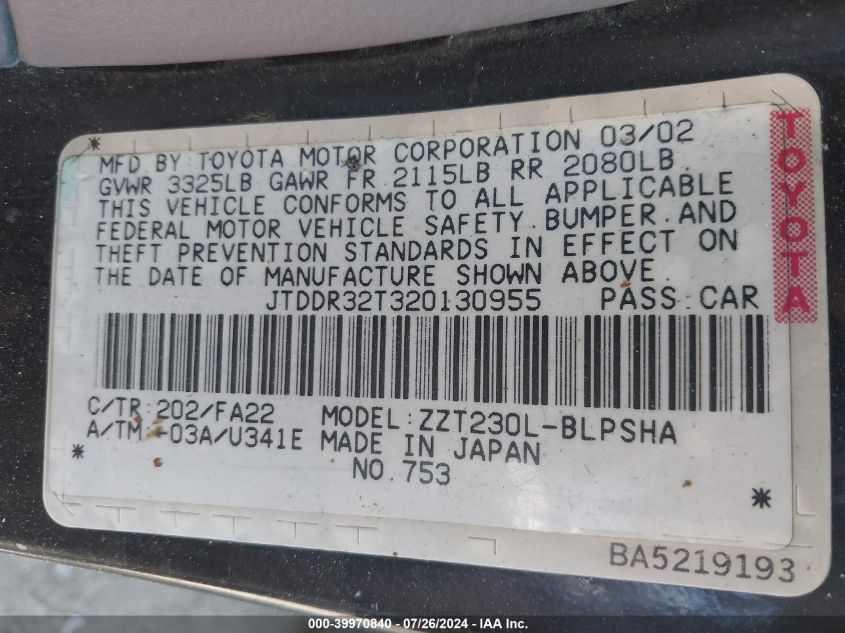 MFD BY:TOYOTA MOTOR CORPORATION 03/02
GVWR 3325LB GAWR FR 2115LB RR 2080LB
THIS VEHICLE CONFORMS TO ALL APPLICABLE
FEDERAL MOTOR VEHICLE SAFETY BUMPER AND
THEFT PREVENTION STANDARDS IN EFFECT ON
THE DATE OF MANUFACTURE SHOWN ABOVE.
JTDDR32T320130955 PASS CAR
TOYOTA
C/TR:202/FA22 MODEL:ZZT230L-BLPSHA
A/TM -03A/U341E MADE IN JAPAN
NO.753
BA5219193
000-39970840 - 07/26/2024 - IAA Inc.